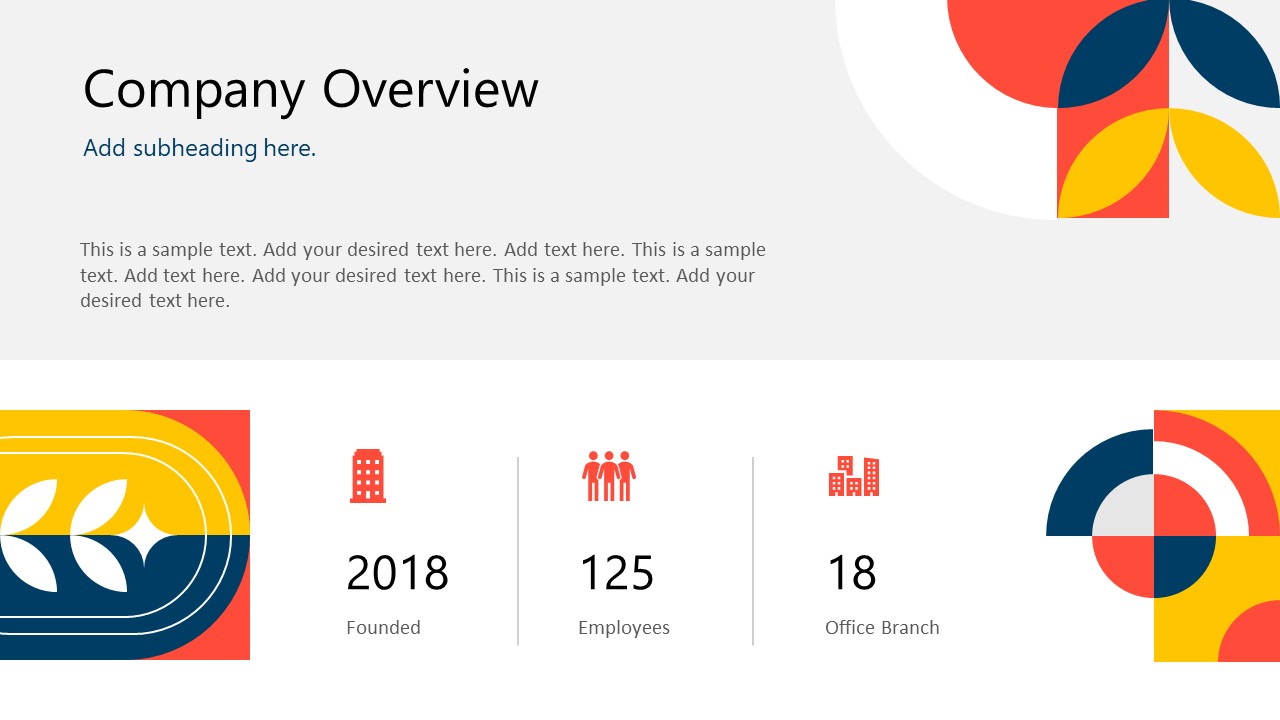 Company Overview
Add subheading here.
This is a sample text. Add your desired text here. Add text here. This is a sample
text. Add text here. Add your desired text here. This is a sample text. Add your
desired text here.
2018
Founded
125
Employees
18
Office Branch